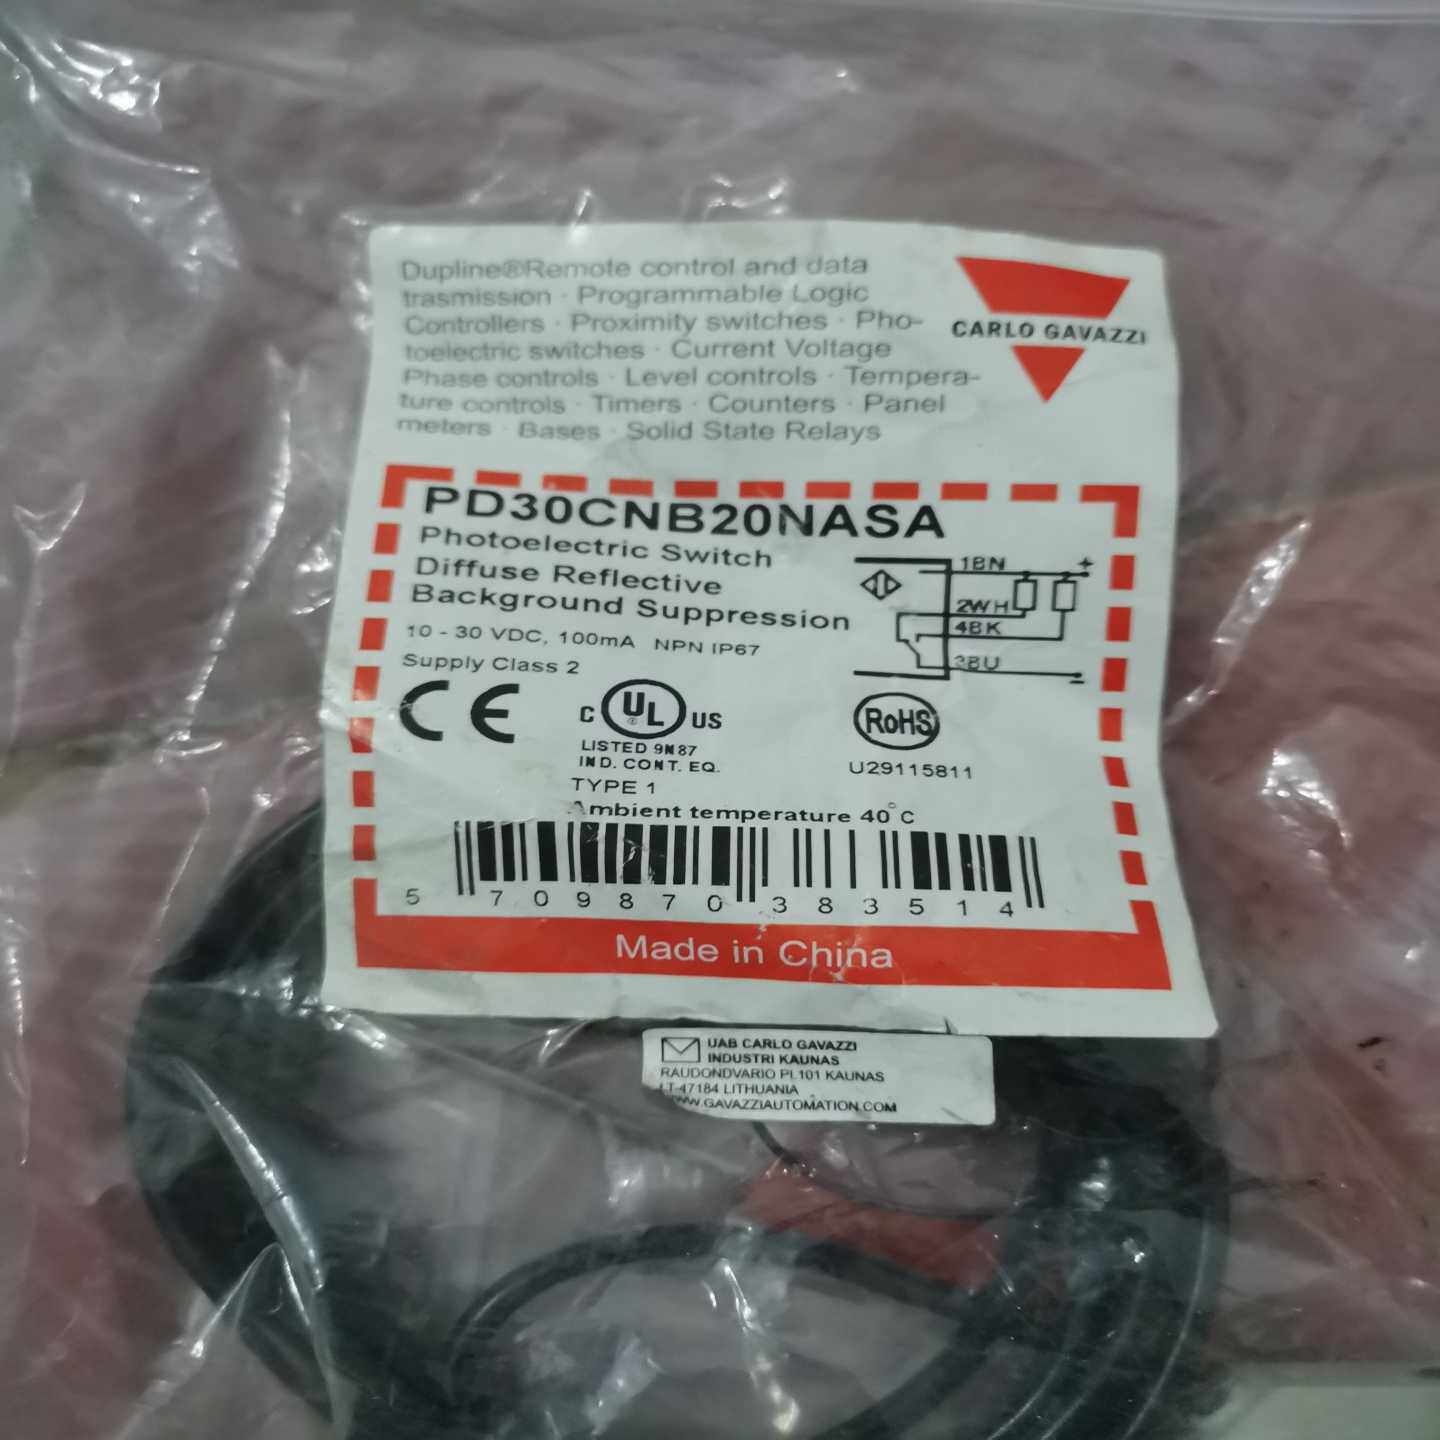 Dupline®Remote control and data
trasmission · Programmable Logic
Controllers · Proximity switches · Pho-
toelectric switches · Current Voltage
Phase controls · Level controls · Tempera-
ture controls · Timers · Counters · Panel
meters · Bases · Solid State Relays
CARLO GAVAZZI
PD30CNB20NASA
Photoelectric Switch
Diffuse Reflective
Background Suppression
10 - 30 VDC, 100mA NPN IP67
Supply Class 2
1BN
+
2WH
4BK
3BU
-
CE
C UL US
®
LISTED 9N87
IND. CONT. EQ.
TYPE 1
RoHS
U29115811
Ambient temperature 40°C
5 709870 383514
Made in China
UAB CARLO GAVAZZI
INDUSTRI KAUNAS
RAUDONDVARIO PL 101 KAUNAS
LT-47184 LITHUANIA
WWW.GAVAZZIAUTOMATION.COM